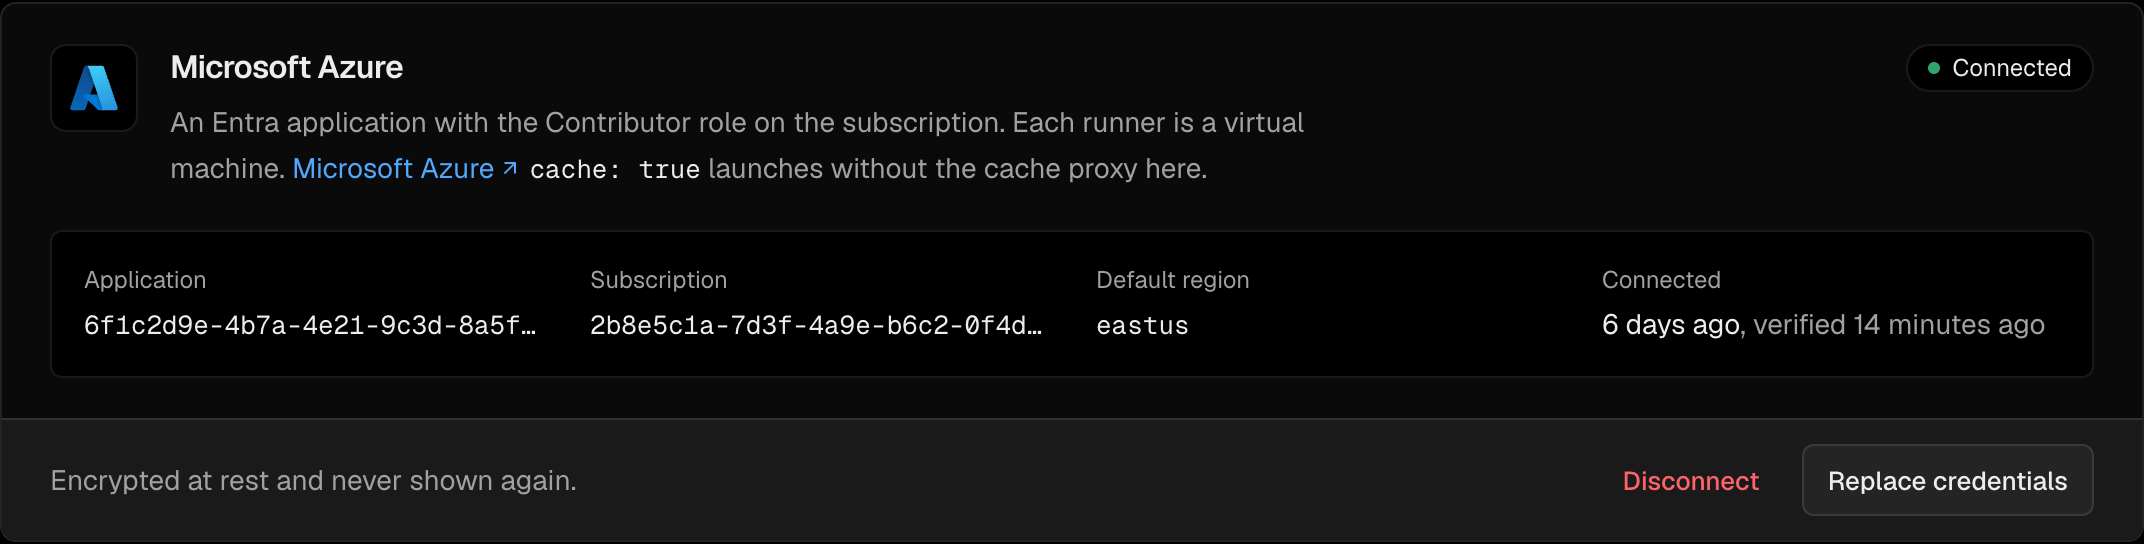 Microsoft Azure
Connected
An Entra application with the Contributor role on the subscription. Each runner is a virtual
machine. Microsoft Azure ↗ cache: true launches without the cache proxy here.
Application
6f1c2d9e-4b7a-4e21-9c3d-8a5f…
Subscription
2b8e5c1a-7d3f-4a9e-b6c2-0f4d…
Default region
eastus
Connected
6 days ago, verified 14 minutes ago
Encrypted at rest and never shown again.
Disconnect
Replace credentials